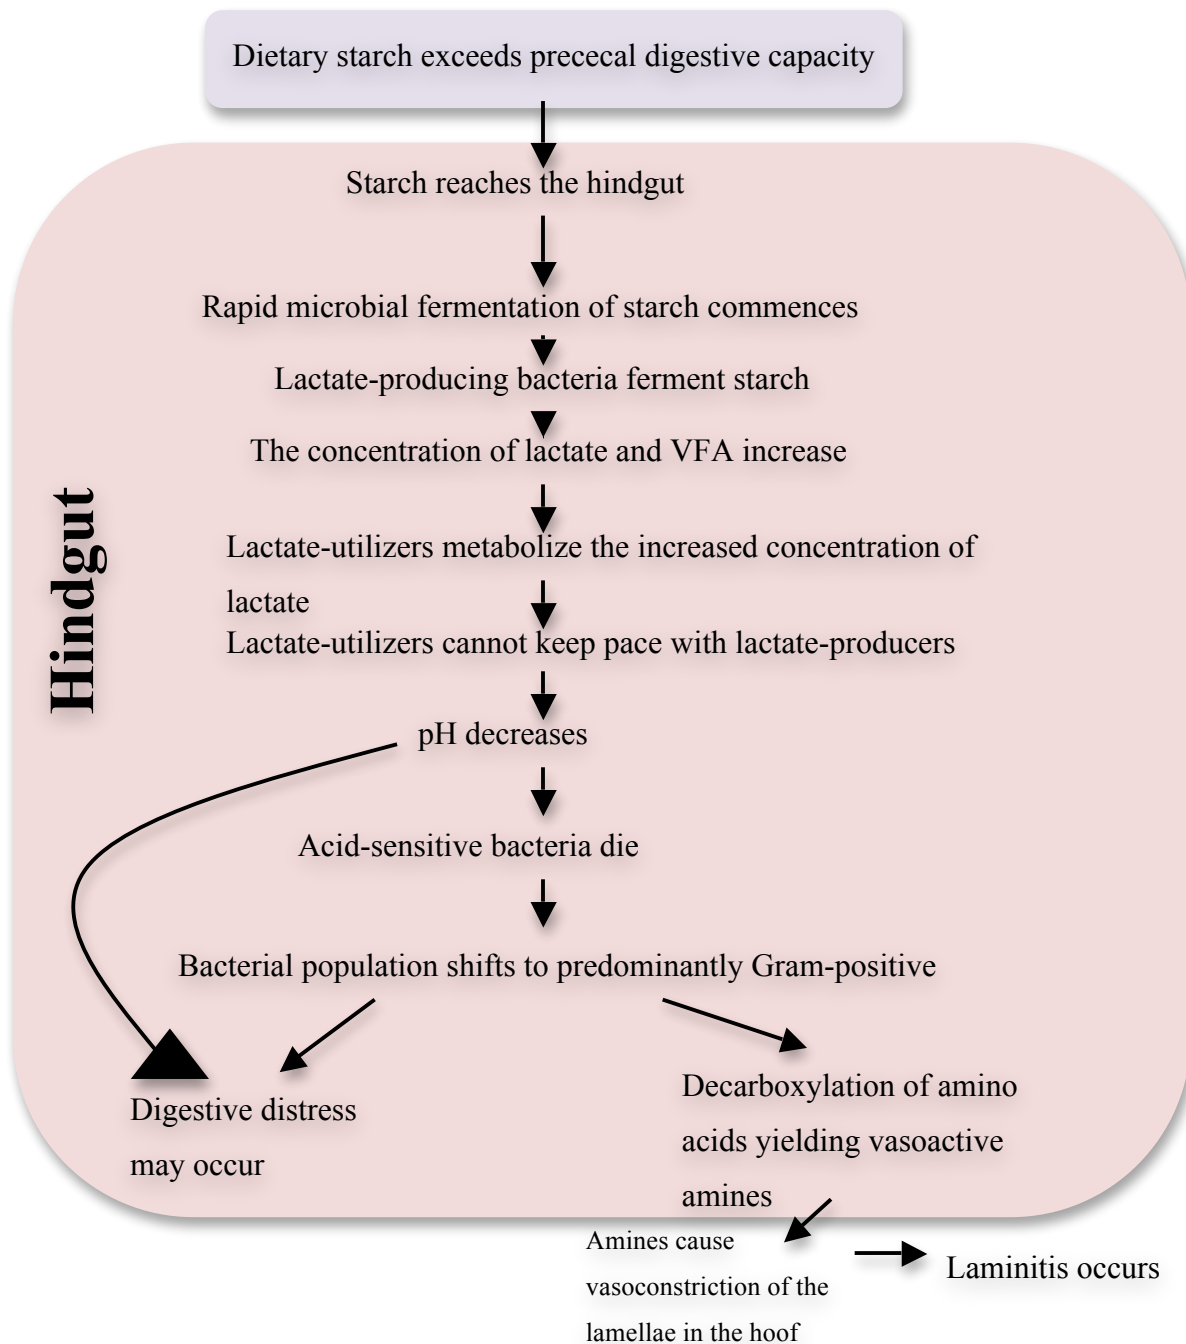 Dietary starch exceeds prececal digestive capacity
Starch reaches the hindgut
Rapid microbial fermentation of starch commences
Lactate-producing bacteria ferment starch
The concentration of lactate and VFA increase
Lactate-utilizers metabolize the increased concentration of
lactate
Lactate-utilizers cannot keep pace with lactate-producers
Hindgut
pH decreases
Acid-sensitive bacteria die
Bacterial population shifts to predominantly Gram-positive
Digestive distress
may occur
Decarboxylation of amino
acids yielding vasoactive
amines
Amines cause
vasoconstriction of the
lamellae in the hoof
Laminitis occurs